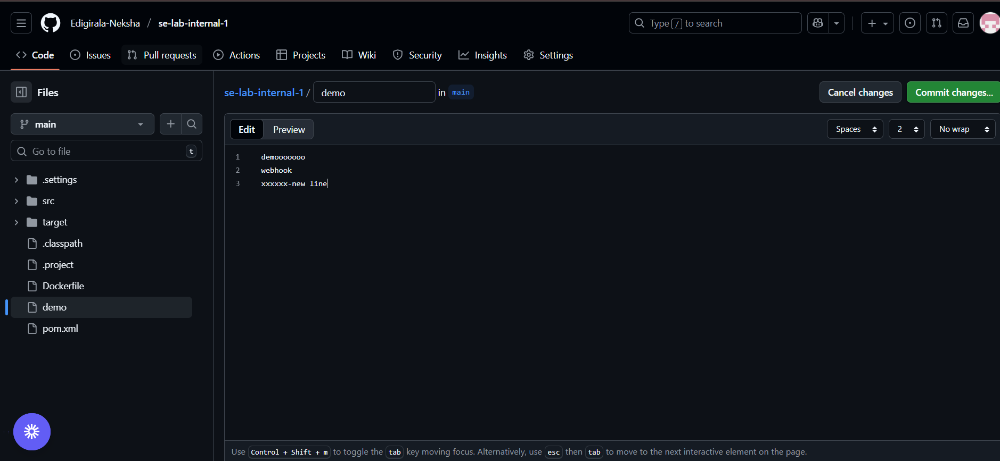 Edigirala-Neksha / se-lab-internal-1
Type / to search
Code Issues Pull requests Actions Projects Wiki Security Insights Settings
Files
main
Go to file t
.settings
src
target
.classpath
.project
Dockerfile
demo
pom.xml
se-lab-internal-1 / demo in main
Cancel changes Commit changes...
Edit Preview
Spaces 2 No wrap
1 demooooooo
2 webhook
3 xxxxxx-new line
Use Control + Shift + m to toggle the tab key moving focus. Alternatively, use esc then tab to move to the next interactive element on the page.